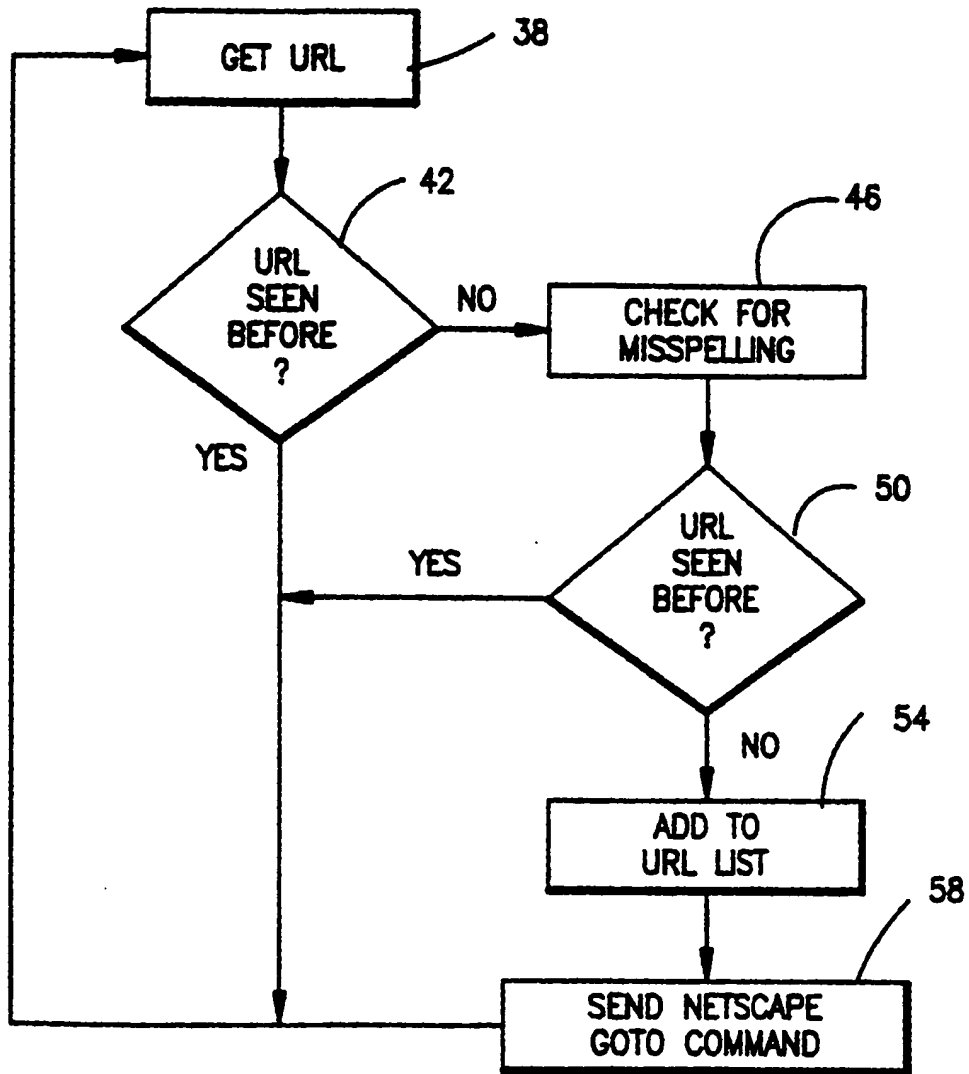 GET URL
38
42
URL
SEEN
BEFORE
?
NO
YES
46
CHECK FOR
MISSPELLING
50
URL
SEEN
BEFORE
?
YES
NO
54
ADD TO
URL LIST
58
SEND NETSCAPE
GOTO COMMAND